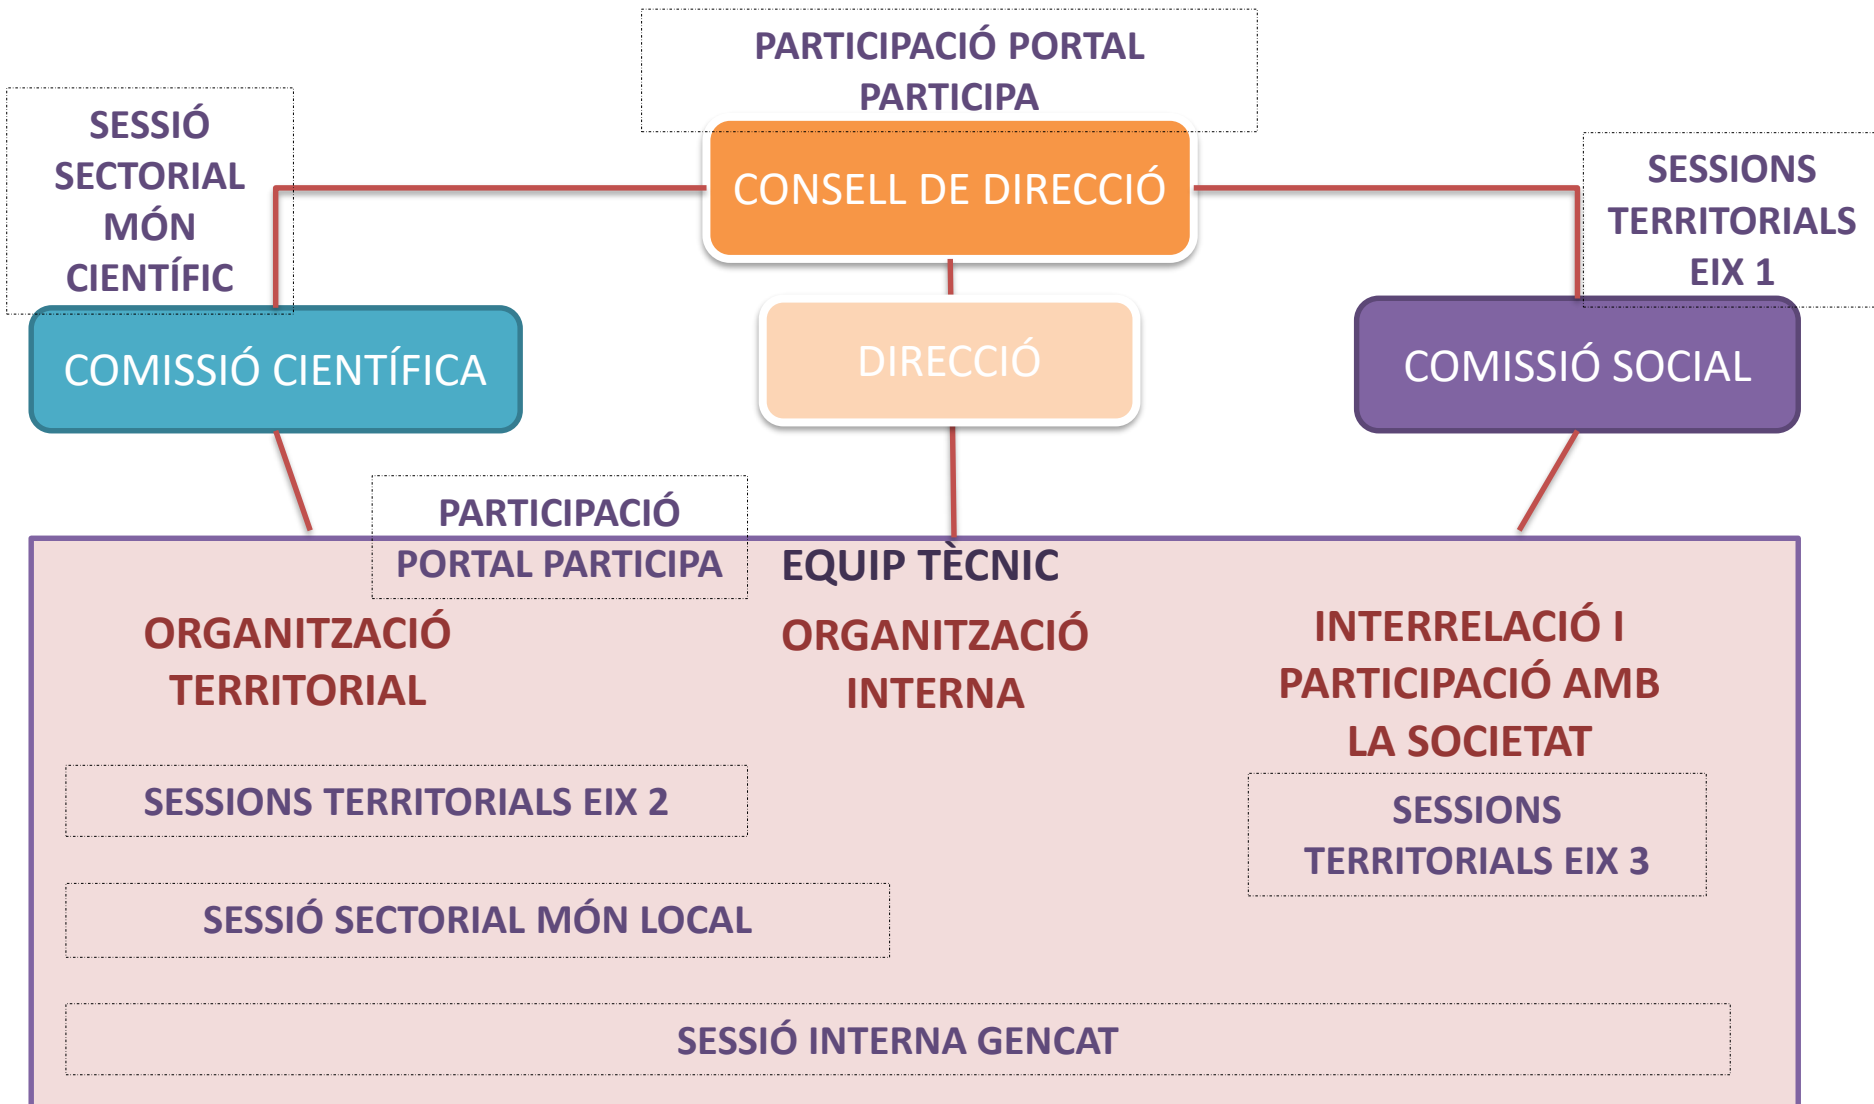 PARTICIPACIÓ PORTAL
PARTICIPA
SESSIÓ
SECTORIAL
MÓN
CIENTÍFIC
CONSELL DE DIRECCIÓ
SESSIONS
TERRITORIALS
EIX 1
COMISSIÓ CIENTÍFICA
DIRECCIÓ
COMISSIÓ SOCIAL
PARTICIPACIÓ
PORTAL PARTICIPA
EQUIP TÈCNIC
ORGANITZACIÓ
TERRITORIAL
ORGANITZACIÓ
INTERNA
INTERRELACIÓ I
PARTICIPACIÓ AMB
LA SOCIETAT
SESSIONS TERRITORIALS EIX 2
SESSIONS
TERRITORIALS EIX 3
SESSIÓ SECTORIAL MÓN LOCAL
SESSIÓ INTERNA GENCAT